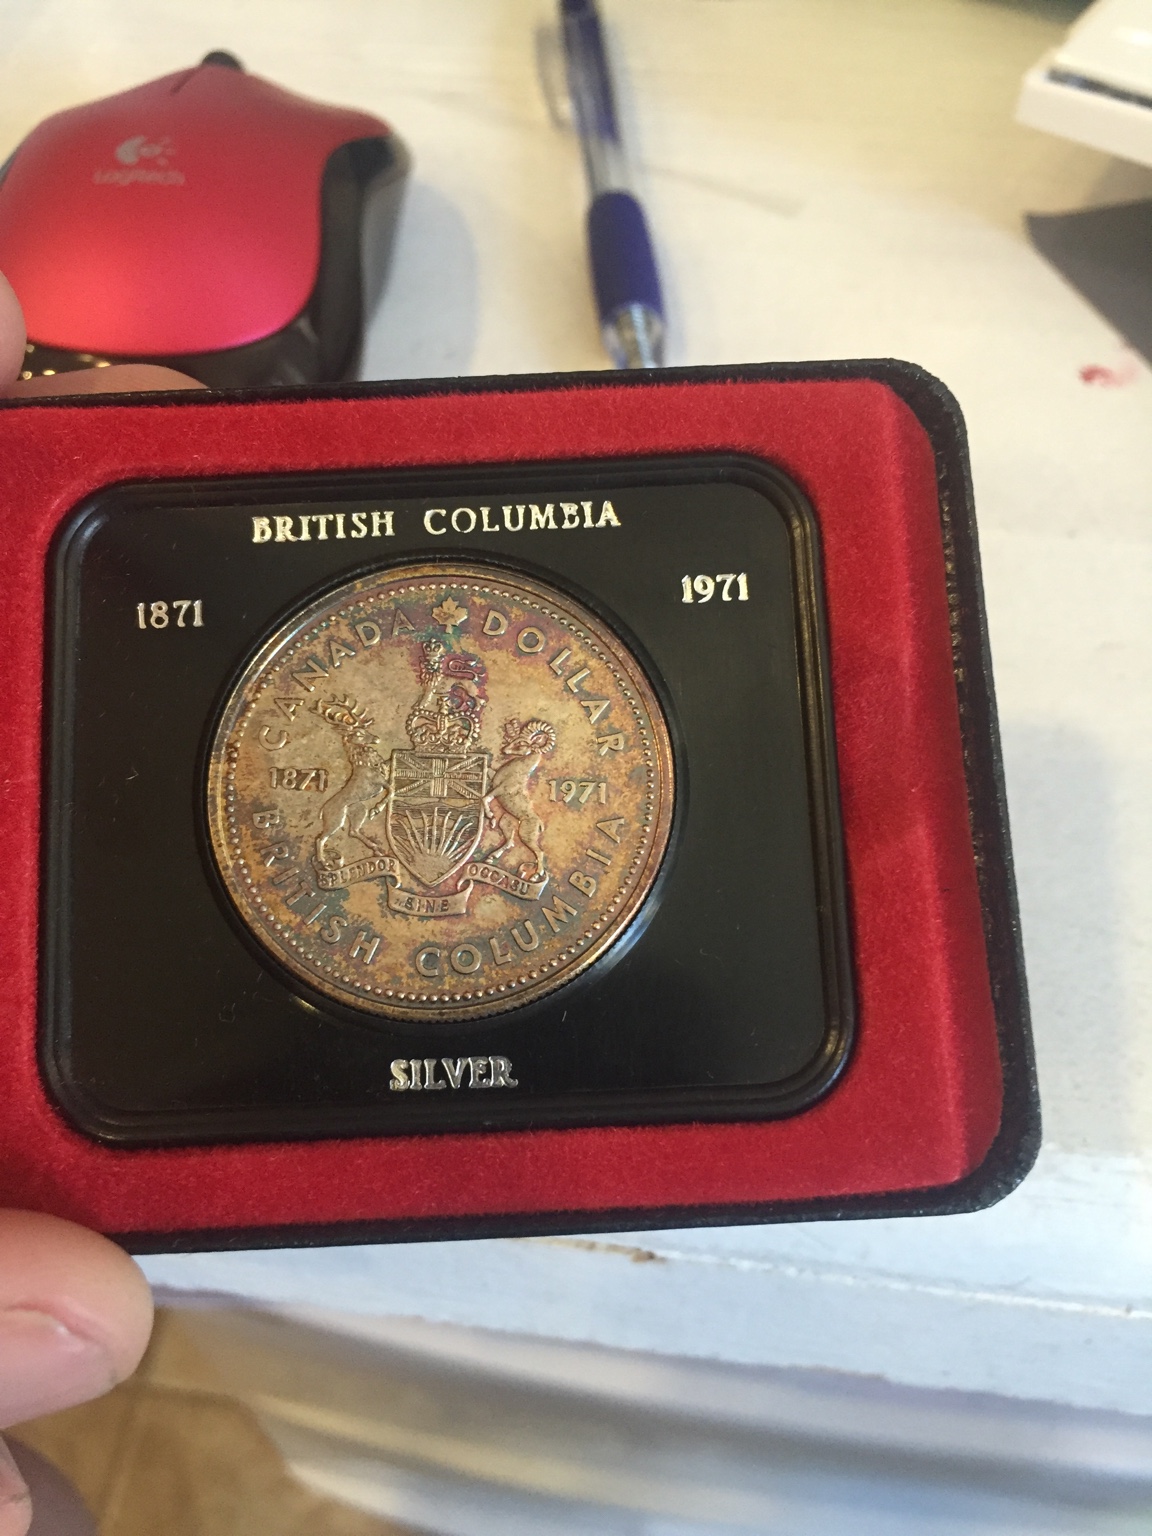 Logitech
BRITISH COLUMBIA
1871
1971
CANADA DOLLAR
1871
1971
SPLENDOR
SINE
OCCASU
BRITISH COLUMBIA
SILVER